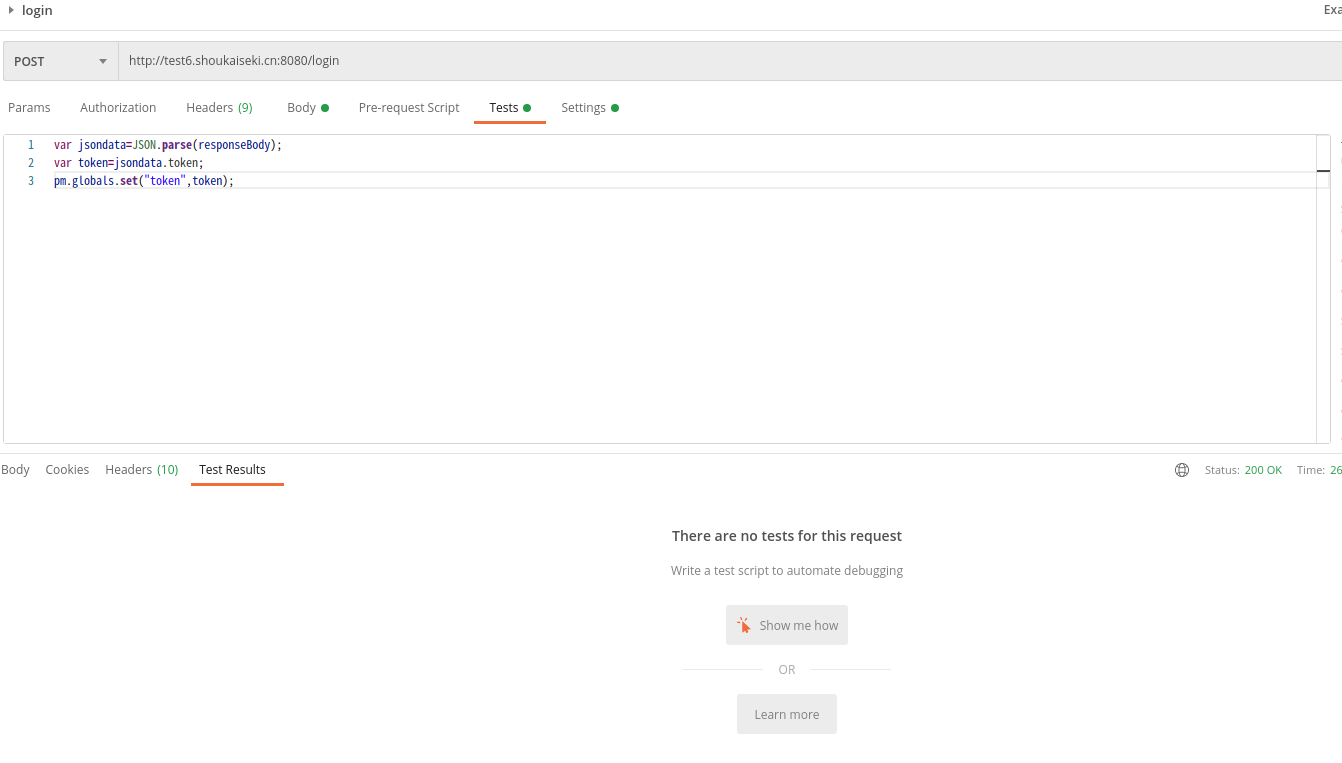 login
POST
http://test6.shoukaiseki.cn:8080/login
Params Authorization Headers (9) Body Pre-request Script Tests Settings
1 var jsondata=JSON.parse(responseBody);
2 var token=jsondata.token;
3 pm.globals.set("token",token);
Body Cookies Headers (10) Test Results Status: 200 OK Time: 26
There are no tests for this request
Write a test script to automate debugging
Show me how
OR
Learn more